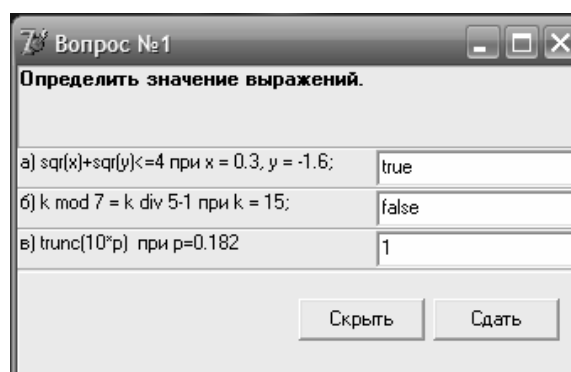 Вопрос №1
Определить значение выражений.
а) sqr(x)+sqr(y)<=4 при x = 0.3, y = -1.6;
true
б) k mod 7 = k div 5-1 при k = 15;
false
в) trunc(10*p) при p=0.182
1
Скрыть
Сдать